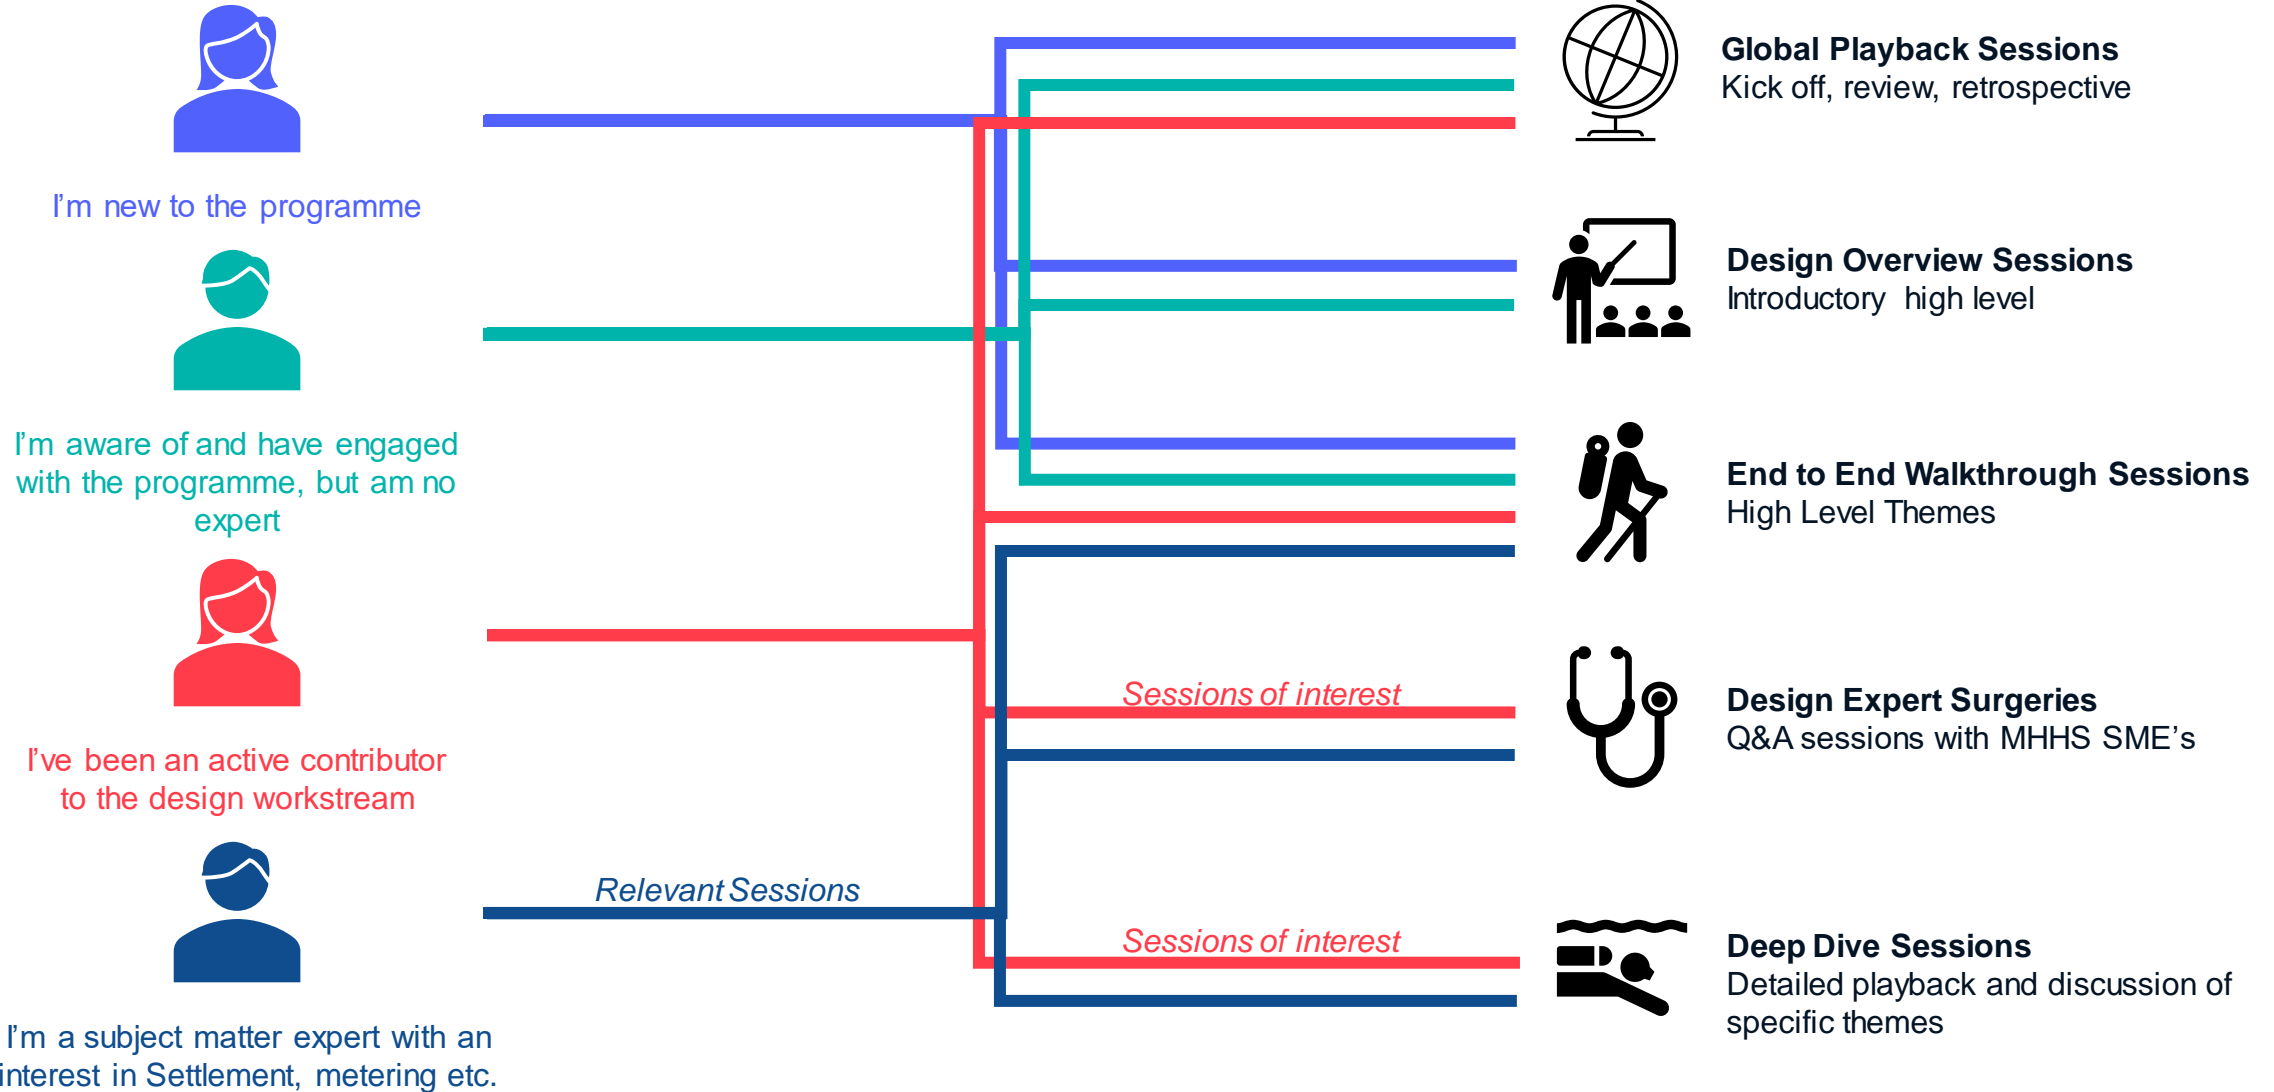 I'm new to the programme
I'm aware of and have engaged
with the programme, but am no
expert
I've been an active contributor
to the design workstream
I'm a subject matter expert with an
interest in Settlement, metering etc.
Relevant Sessions
Sessions of interest
Sessions of interest
Global Playback Sessions
Kick off, review, retrospective
Design Overview Sessions
Introductory high level
End to End Walkthrough Sessions
High Level Themes
Design Expert Surgeries
Q&A sessions with MHHS SME's
Deep Dive Sessions
Detailed playback and discussion of
specific themes